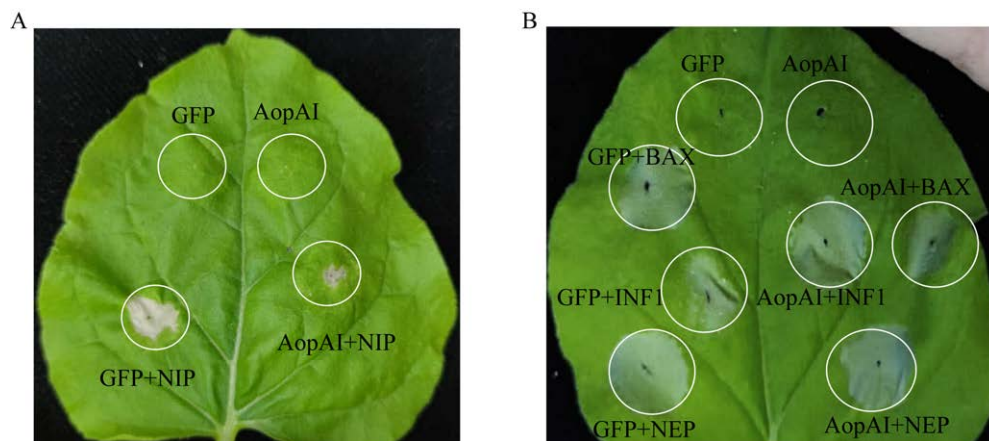 A
GFP
AopAI
AopAI+NIP
GFP+NIP
B
GFP
AopAI
GFP+BAX
AopAI+BAX
GFP+INF1
AopAI+INF1
GFP+NEP
AopAI+NEP